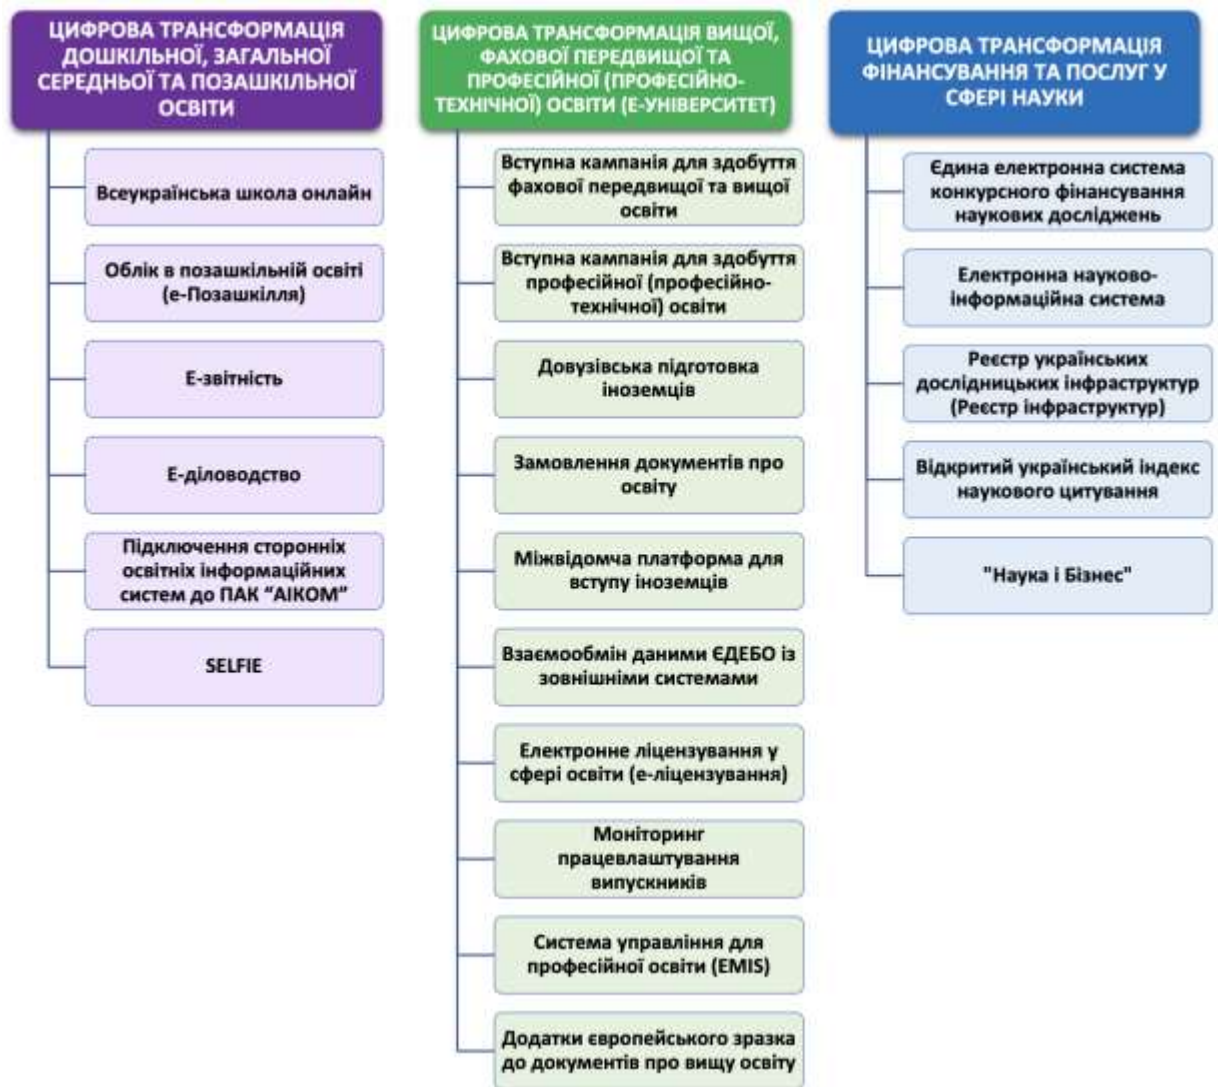 ЦИФРОВА ТРАНСФОРМАЦІЯ
ДОШКІЛЬНОЇ, ЗАГАЛЬНОЇ
СЕРЕДНЬОЇ ТА ПОЗАШКІЛЬНОЇ
ОСВІТИ
Всеукраїнська школа онлайн
Облік в позашкільній освіті
(е-Позашкілля)
Е-звітність
Е-діловодство
Підключення сторонніх
освітніх інформаційних
систем до ПАК “АІКОМ”
SELFIE
ЦИФРОВА ТРАНСФОРМАЦІЯ ВИЩОЇ,
ФАХОВОЇ ПЕРЕДВИЩОЇ ТА
ПРОФЕСІЙНОЇ (ПРОФЕСІЙНО-
ТЕХНІЧНОЇ) ОСВІТИ (Е-УНІВЕРСИТЕТ)
Вступна кампанія для здобуття
фахової передвищої та вищої
освіти
Вступна кампанія для здобуття
професійної (професійно-
технічної) освіти
Довузівська підготовка
іноземців
Замовлення документів про
освіту
Міжвідомча платформа для
вступу іноземців
Взаємообмін даними ЄДЕБО із
зовнішніми системами
Електронне ліцензування у
сфері освіти (е-ліцензування)
Моніторинг
працевлаштування
випускників
Система управління для
професійної освіти (EMIS)
Додатки європейського зразка
до документів про вищу освіту
ЦИФРОВА ТРАНСФОРМАЦІЯ
ФІНАНСУВАННЯ ТА ПОСЛУГ У
СФЕРІ НАУКИ
Єдина електронна система
конкурсного фінансування
наукових досліджень
Електронна науково-
інформаційна система
Реєстр українських
дослідницьких інфраструктур
(Реєстр інфраструктур)
Відкритий український індекс
наукового цитування
"Наука і Бізнес"